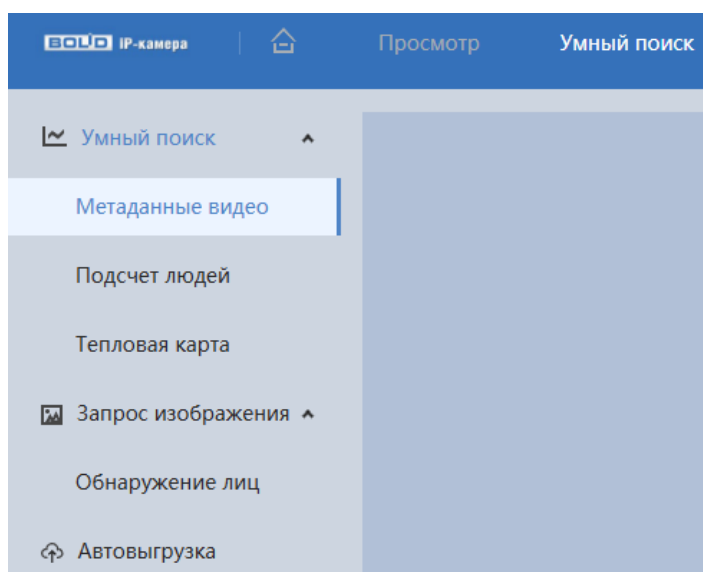 BOLID IP-камера Просмотр Умный поиск
Умный поиск
Метаданные видео
Подсчет людей
Тепловая карта
Запрос изображения
Обнаружение лиц
Автовыгрузка